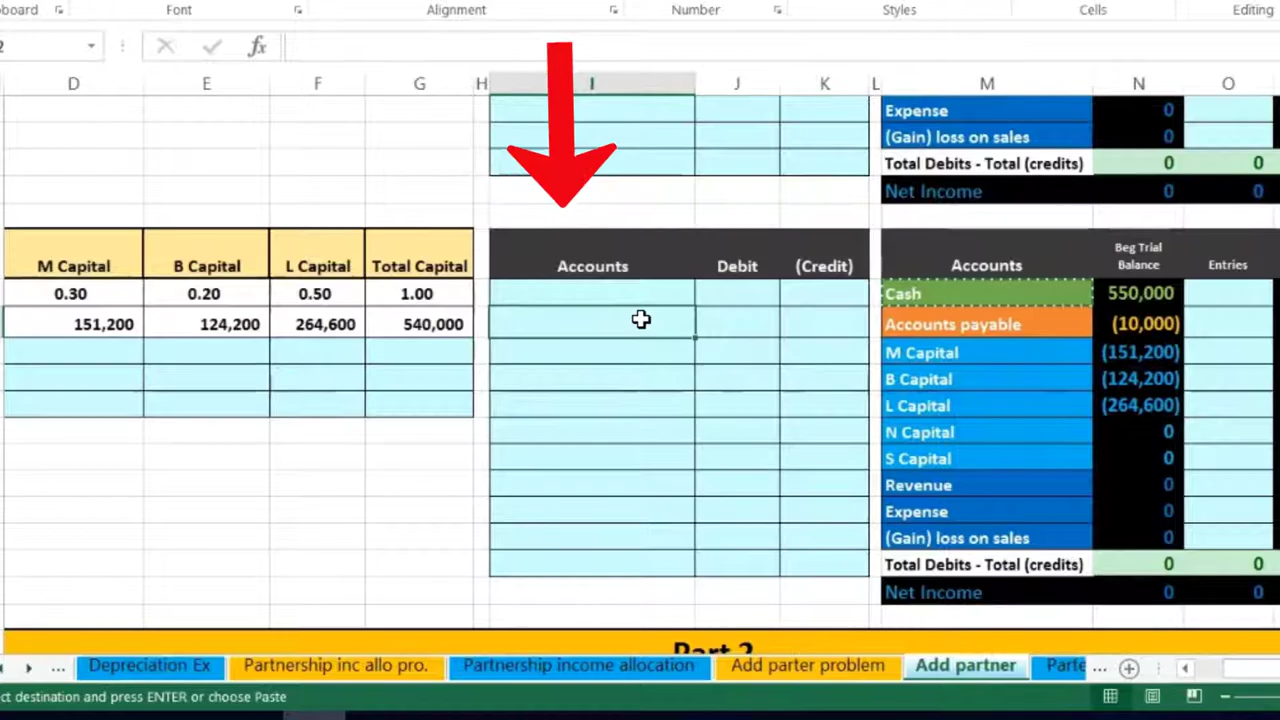 board Font Alignment Number Styles Cells Editing
2 fx
D E F G H I J K L M N O
Expense 0
(Gain) loss on sales 0
Total Debits - Total (credits) 0 0
Net Income 0 0
M Capital B Capital L Capital Total Capital Accounts Debit (Credit) Accounts Beg Trial Balance Entries
0.30 0.20 0.50 1.00 Cash 550,000
151,200 124,200 264,600 540,000 Accounts payable (10,000)
M Capital (151,200)
B Capital (124,200)
L Capital (264,600)
N Capital 0
S Capital 0
Revenue 0
Expense 0
(Gain) loss on sales 0
Total Debits - Total (credits) 0 0
Net Income 0 0
... Depreciation Ex Partnership inc allo pro. Partnership income allocation Add parter problem Add partner Parte ...
ct destination and press ENTER or choose Paste